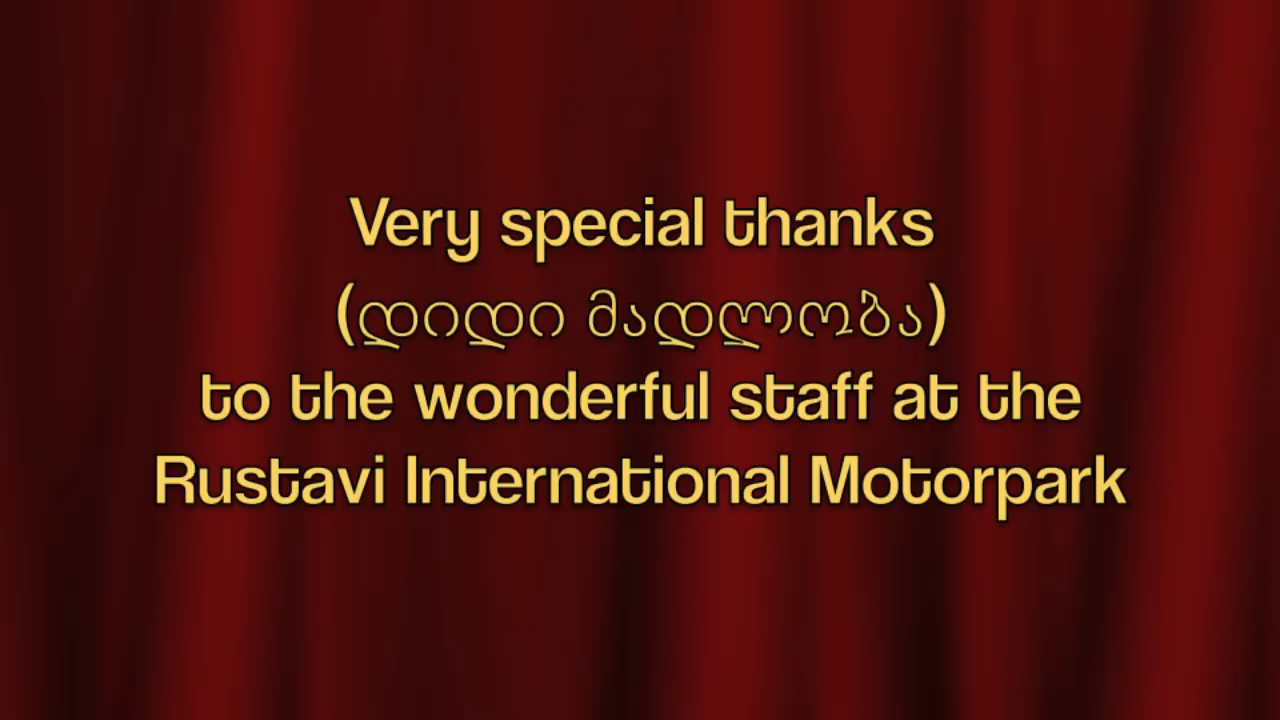 Very special thanks
(დიდი მადლობა)
to the wonderful staff at the
Rustavi International Motorpark